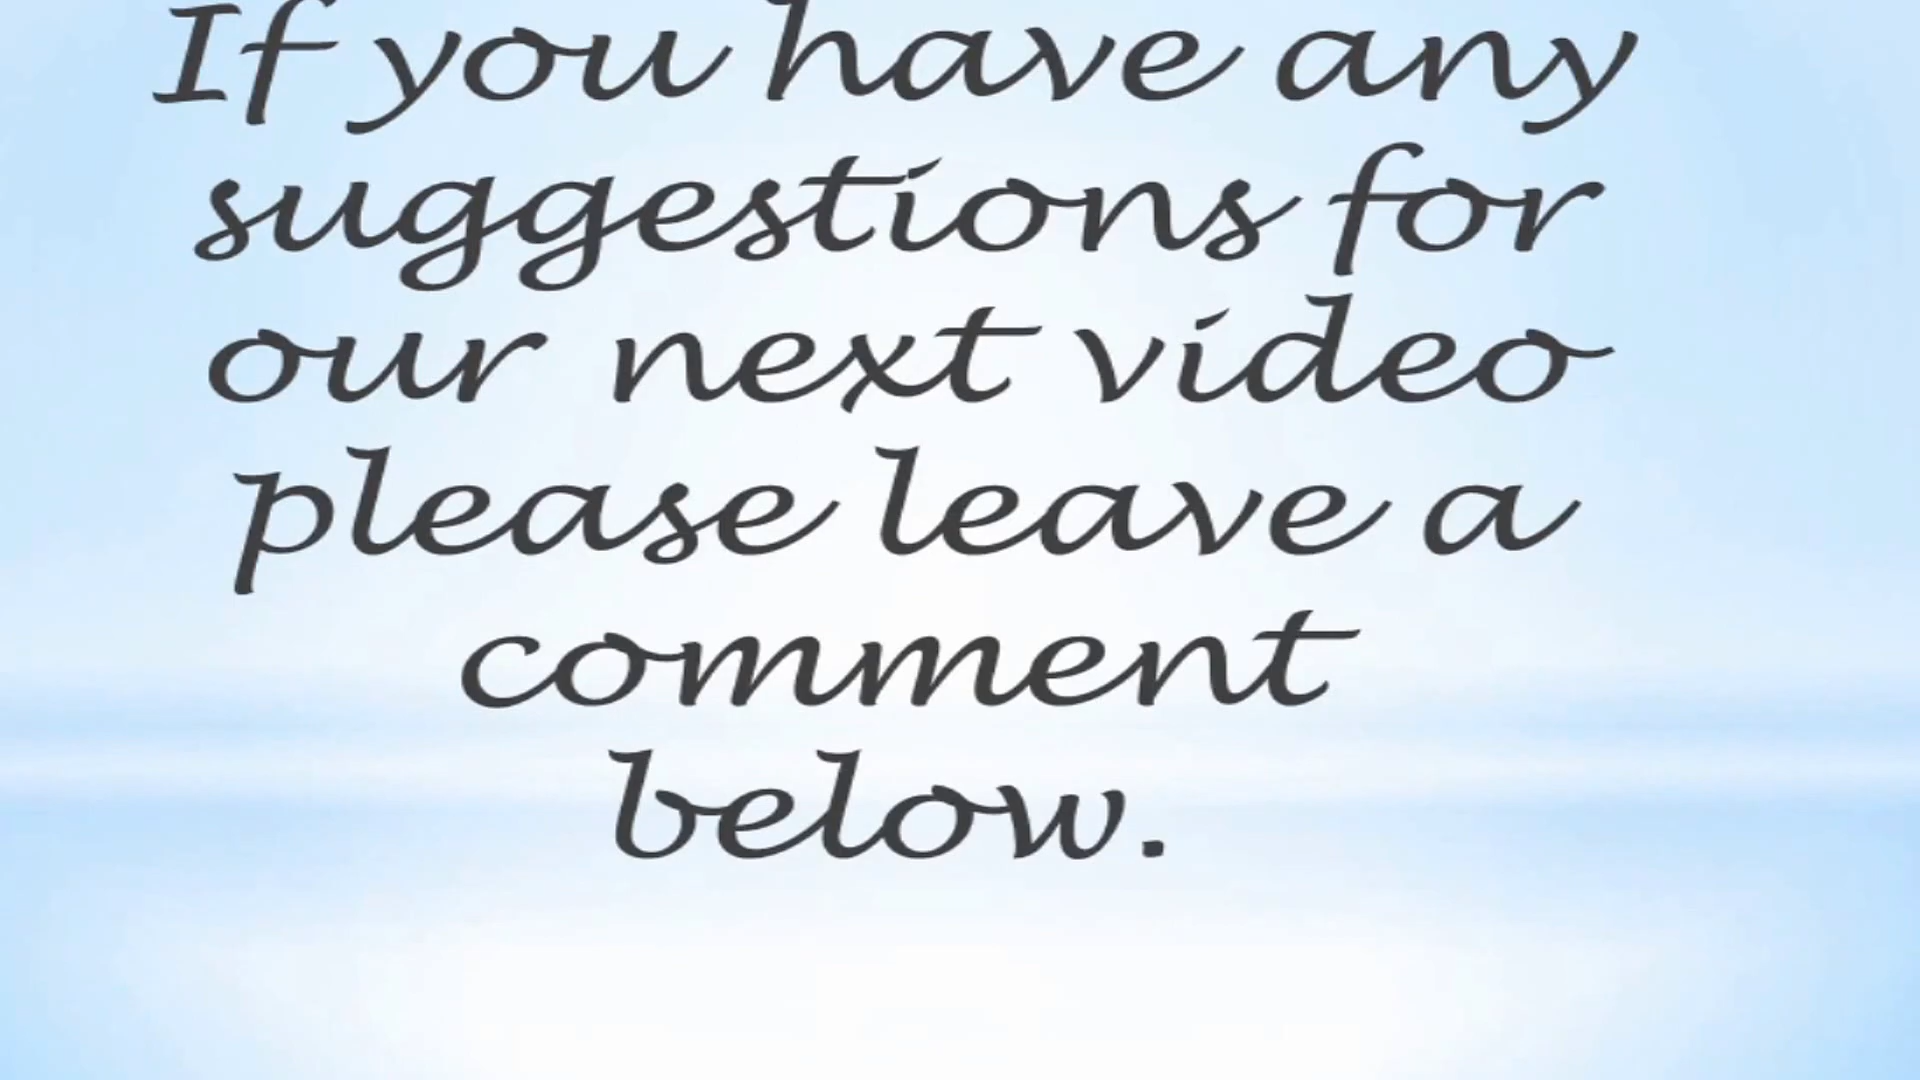 If you have any
suggestions for
our next video
please leave a
comment
below.